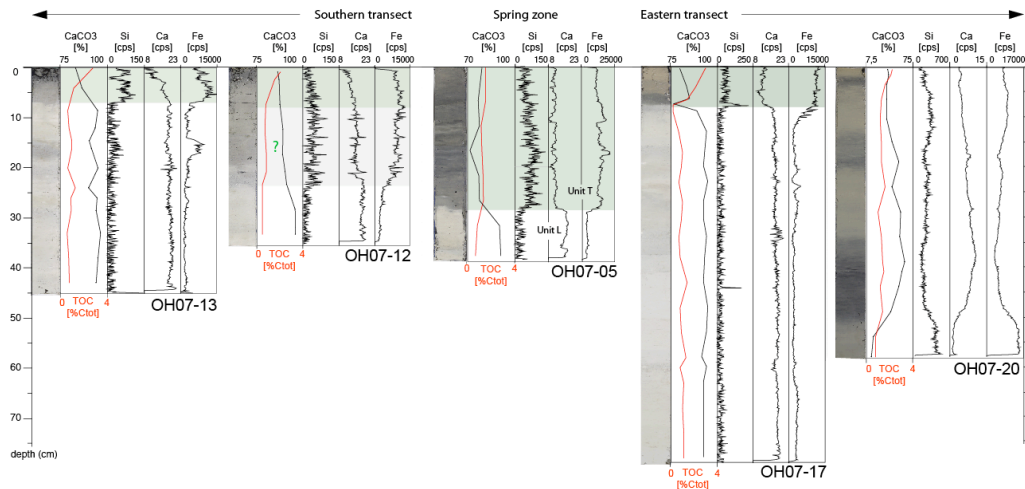 Southern transect
Spring zone
Eastern transect
CaCO3 Si Ca Fe
[%] [cps] [cps] [cps]
75 100 0 150 8 23 0 15000
CaCO3 Si Ca Fe
[%] [cps] [cps] [cps]
75 100 0 150 8 23 0 15000
CaCO3 Si Ca Fe
[%] [cps] [cps] [cps]
70 95 0 150 8 23 0 25000
CaCO3 Si Ca Fe
[%] [cps] [cps] [cps]
75 100 0 250 8 23 0 15000
CaCO3 Si Ca Fe
[%] [cps] [cps] [cps]
0 75 0 700 0 15 0 17000
0
10
20
30
40
50
60
70
depth (cm)
?
Unit T
Unit L
0 TOC 4
[%Ctot]
OH07-13
0 TOC 4
[%Ctot]
OH07-12
0 TOC 4
[%Ctot]
OH07-05
0 TOC 4
[%Ctot]
OH07-17
0 TOC 4
[%Ctot]
OH07-20